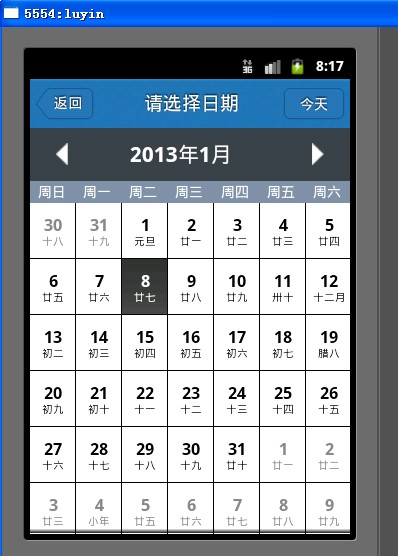 5554:luyin
3G 8:17
返回 请选择日期 今天
2013年1月
周日 周一 周二 周三 周四 周五 周六
30 31 1 2 3 4 5
十八 十九 元旦 廿一 廿二 廿三 廿四
6 7 8 9 10 11 12
廿五 廿六 廿七 廿八 廿九 卅十 十二月
13 14 15 16 17 18 19
初二 初三 初四 初五 初六 初七 腊八
20 21 22 23 24 25 26
初九 初十 十一 十二 十三 十四 十五
27 28 29 30 31 1 2
十六 十七 十八 十九 廿十 廿一 廿二
3 4 5 6 7 8 9
廿三 小年 廿五 廿六 廿七 廿八 廿九